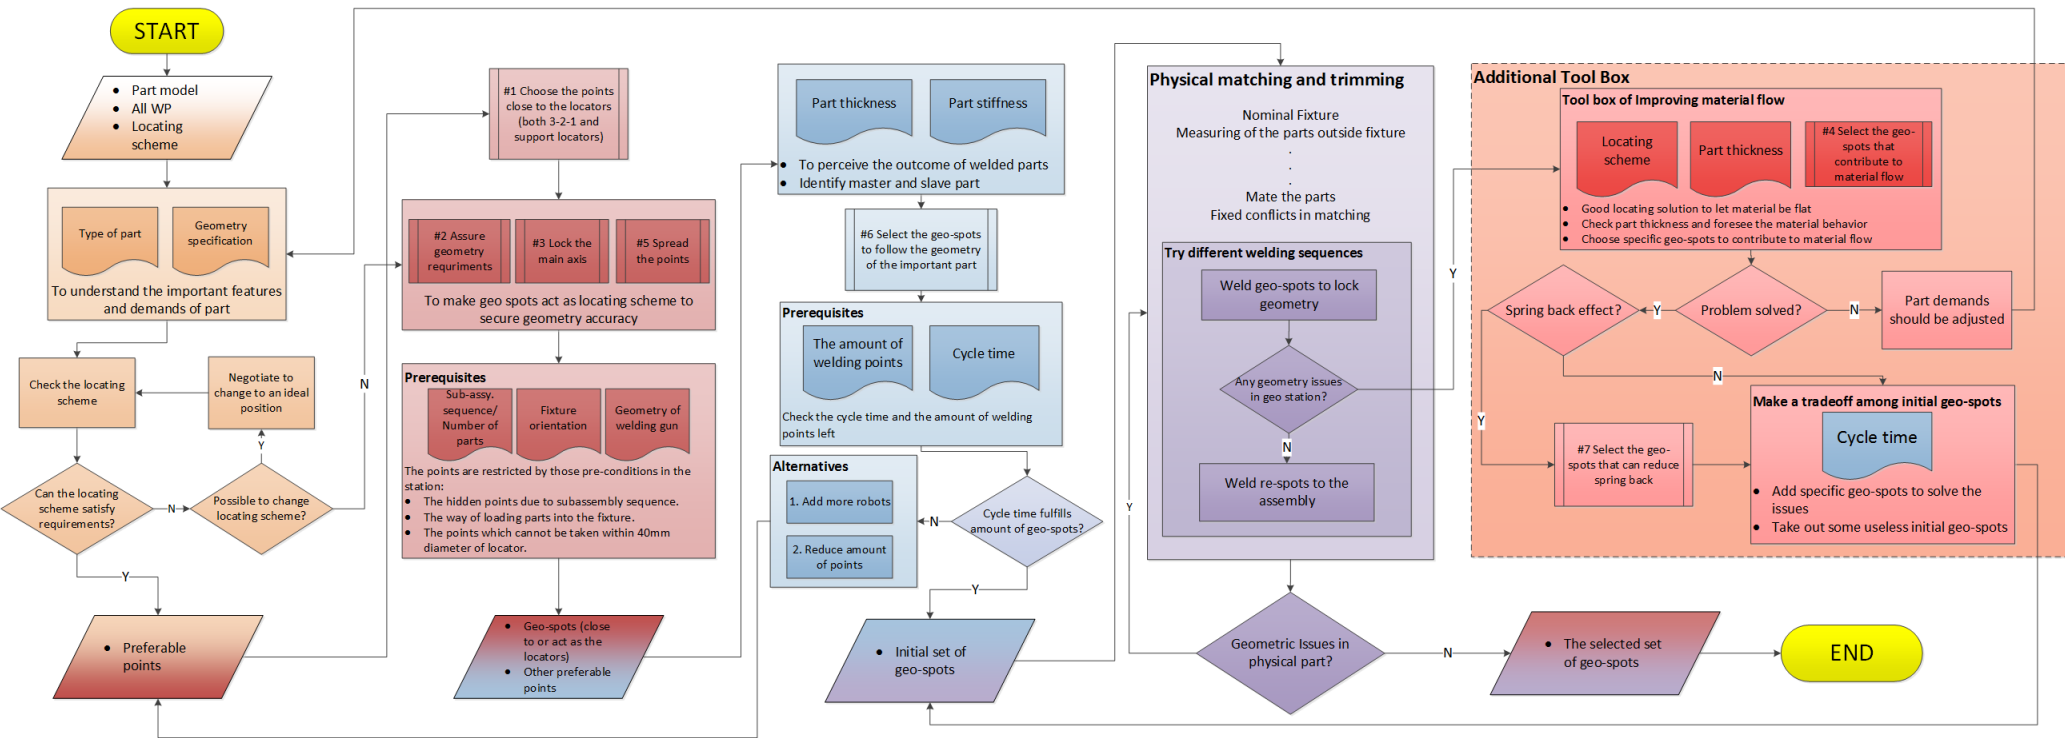 START
• Part model
• All WP
• Locating
scheme
Type of part
Geometry
specification
To understand the important features
and demands of part
Check the locating
scheme
Negotiate to
change to an ideal
position
Y
Can the locating
scheme satisfy
requirements?
N
Possible to change
locating scheme?
N
Y
• Preferable
points
#1 Choose the points
close to the locators
(both 3-2-1 and
support locators)
#2 Assure
geometry
requriments
#3 Lock the
main axis
#5 Spread
the points
To make geo spots act as locating scheme to
secure geometry accuracy
Prerequisites
Sub-assy.
sequence/
Number of
parts
Fixture
orientation
Geometry of
welding gun
The points are restricted by those pre-conditions in the
station:
• The hidden points due to subassembly sequence.
• The way of loading parts into the fixture.
• The points which cannot be taken within 40mm
diameter of locator.
• Geo-spots (close
to or act as the
locators)
• Other preferable
points
Part thickness
Part stiffness
• To perceive the outcome of welded parts
• Identify master and slave part
#6 Select the geo-spots
to follow the geometry
of the important part
Prerequisites
The amount of
welding points
Cycle time
Check the cycle time and the amount of welding
points left
Alternatives
1. Add more robots
2. Reduce amount
of points
N
Cycle time fulfills
amount of geo-spots?
Y
• Initial set of
geo-spots
Physical matching and trimming
Nominal Fixture
Measuring of the parts outside fixture
.
.
.
Mate the parts
Fixed conflicts in matching
Try different welding sequences
Weld geo-spots to lock
geometry
Any geometry issues
in geo station?
N
Weld re-spots to the
assembly
Y
Y
Geometric Issues in
physical part?
N
• The selected set
of geo-spots
END
Additional Tool Box
Tool box of Improving material flow
Locating
scheme
Part thickness
#4 Select the geo-
spots that
contribute to
material flow
• Good locating solution to let material be flat
• Check part thickness and foresee the material behavior
• Choose specific geo-spots to contribute to material flow
Spring back effect?
Y
Problem solved?
N
Part demands
should be adjusted
N
Y
#7 Select the geo-
spots that can reduce
spring back
Make a tradeoff among initial geo-spots
Cycle time
• Add specific geo-spots to solve the
issues
• Take out some useless initial geo-spots